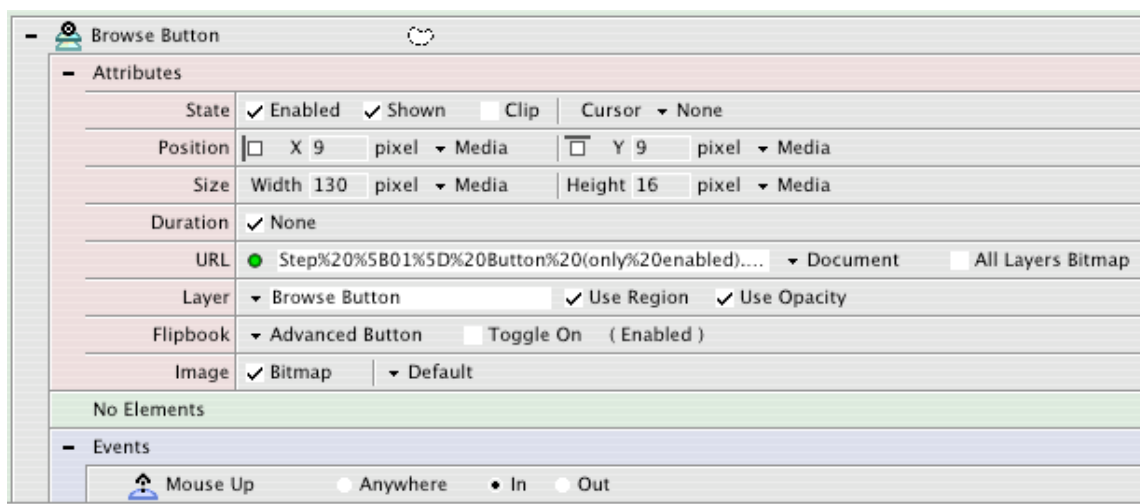 Browse Button
Attributes
State Enabled Shown Clip Cursor None
Position X 9 pixel Media Y 9 pixel Media
Size Width 130 pixel Media Height 16 pixel Media
Duration None
URL Step%20%5B01%5D%20Button%20(only%20enabled).... Document All Layers Bitmap
Layer Browse Button Use Region Use Opacity
Flipbook Advanced Button Toggle On ( Enabled )
Image Bitmap Default
No Elements
Events
Mouse Up Anywhere In Out